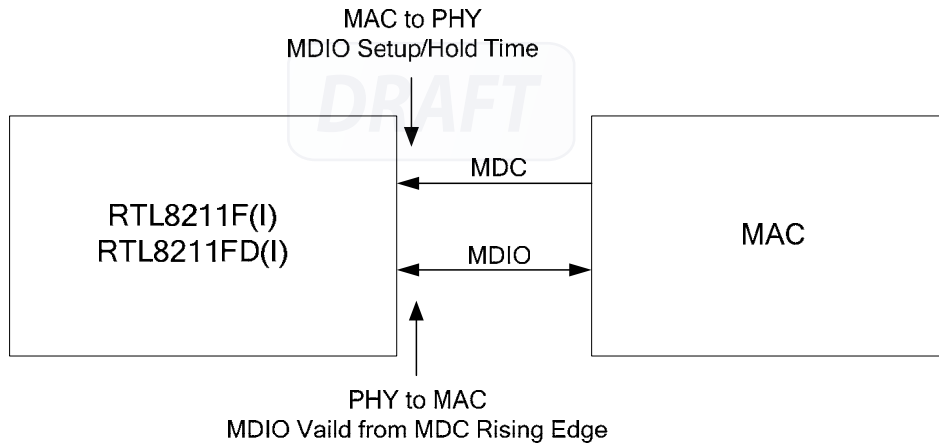 MAC to PHY
MDIO Setup/Hold Time
DRAFT
MDC
RTL8211F(I)
RTL8211FD(I)
MAC
MDIO
PHY to MAC
MDIO Vaild from MDC Rising Edge